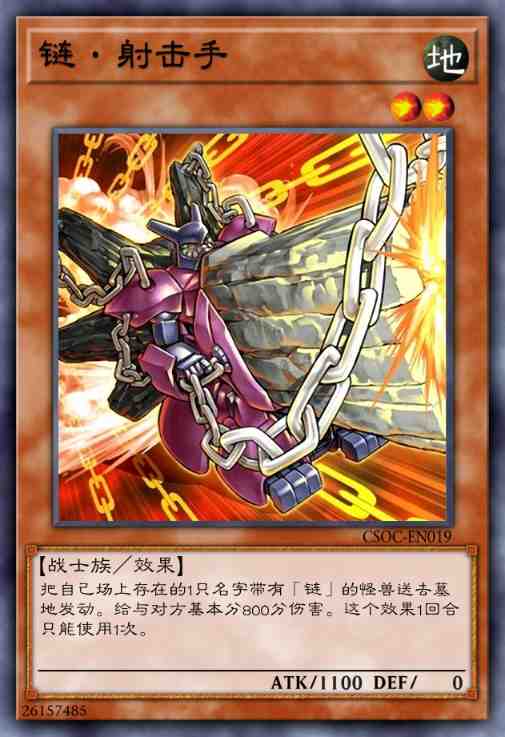 链·射击手
地
CSOC-EN019
【战士族／效果】
把自己场上存在的1只名字带有「链」的怪兽送去墓
地发动。给与对方基本分800分伤害。这个效果1回合
只能使用1次。
ATK/1100 DEF/ 0
26157485